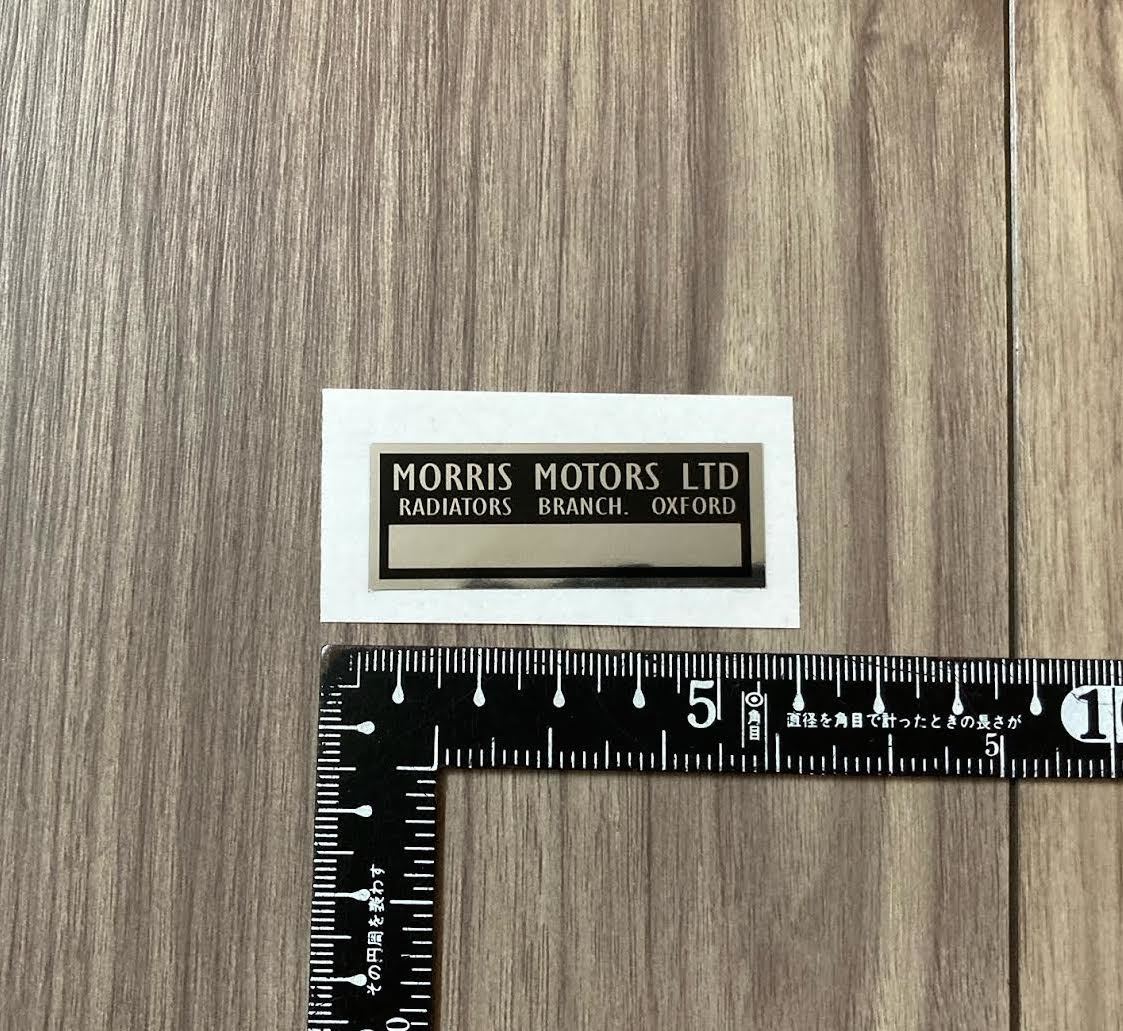 MORRIS MOTORS LTD
RADIATORS BRANCH. OXFORD
5
角目
直径を角目で計ったときの長さが
5
その円周を表わす